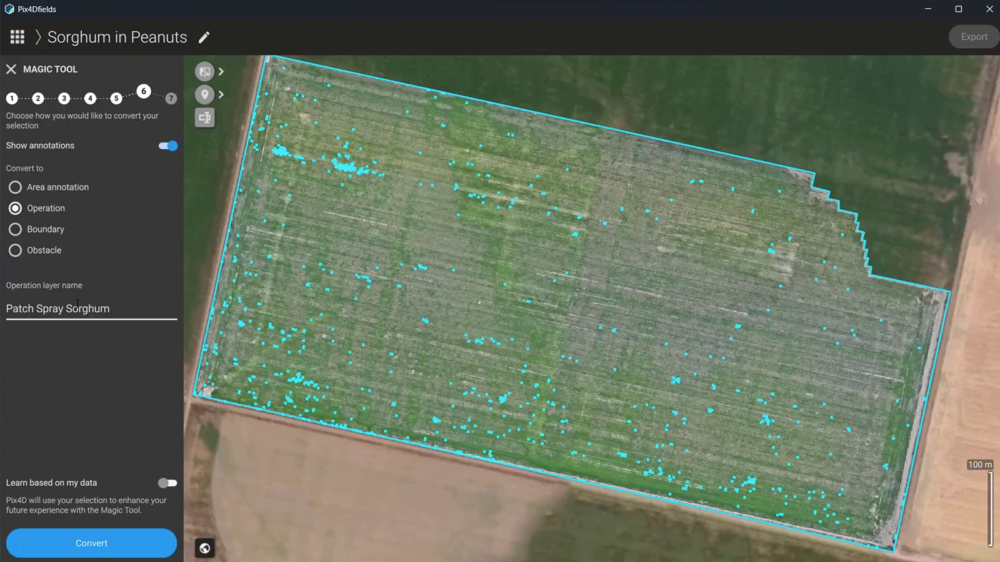 Pix4Dfields
Sorghum in Peanuts
Export
MAGIC TOOL
1 2 3 4 5 6 7
Choose how you would like to convert your
selection
Show annotations
Convert to
Area annotation
Operation
Boundary
Obstacle
Operation layer name
Patch Spray Sorghum
Learn based on my data
Pix4D will use your selection to enhance your
future experience with the Magic Tool.
Convert
100 m